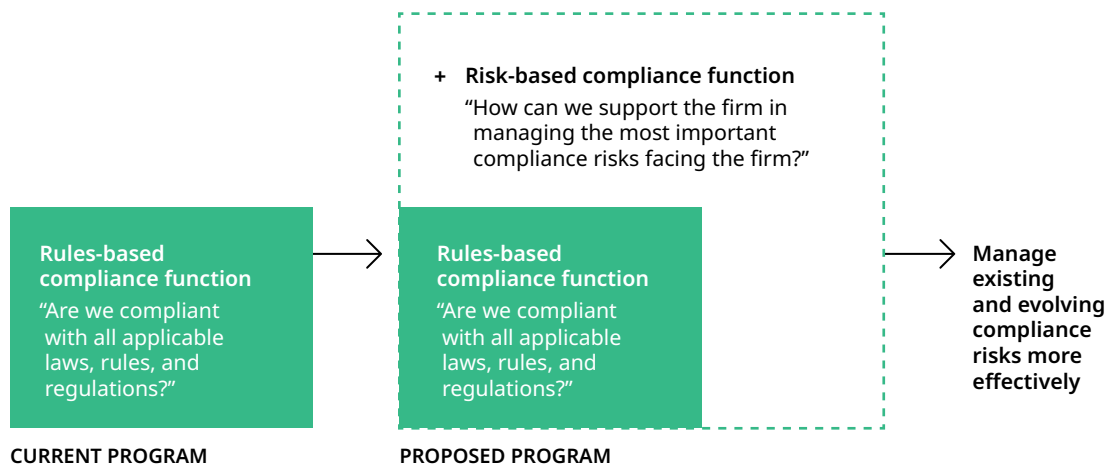 + Risk-based compliance function
“How can we support the firm in
managing the most important
compliance risks facing the firm?”
Rules-based
compliance function
“Are we compliant
with all applicable
laws, rules, and
regulations?”
Rules-based
compliance function
“Are we compliant
with all applicable
laws, rules, and
regulations?”
Manage
existing
and evolving
compliance
risks more
effectively
CURRENT PROGRAM
PROPOSED PROGRAM